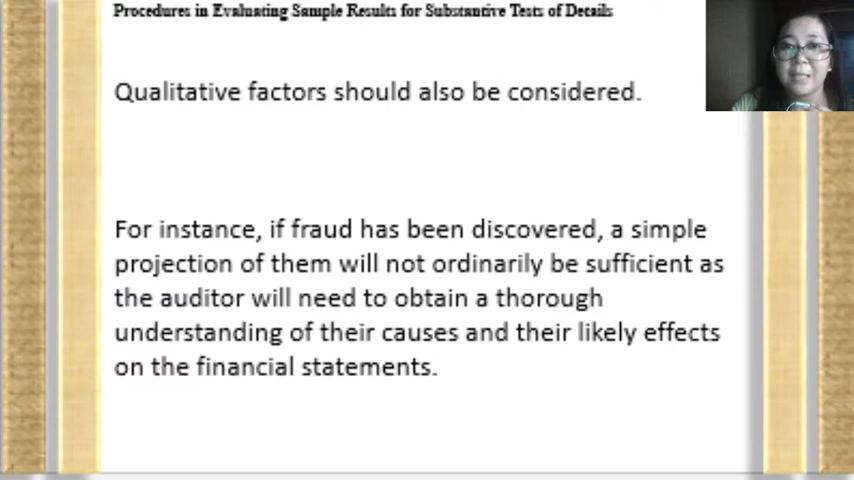 Procedures in Evaluating Sample Results for Substantive Tests of Details
Qualitative factors should also be considered.
For instance, if fraud has been discovered, a simple
projection of them will not ordinarily be sufficient as
the auditor will need to obtain a thorough
understanding of their causes and their likely effects
on the financial statements.